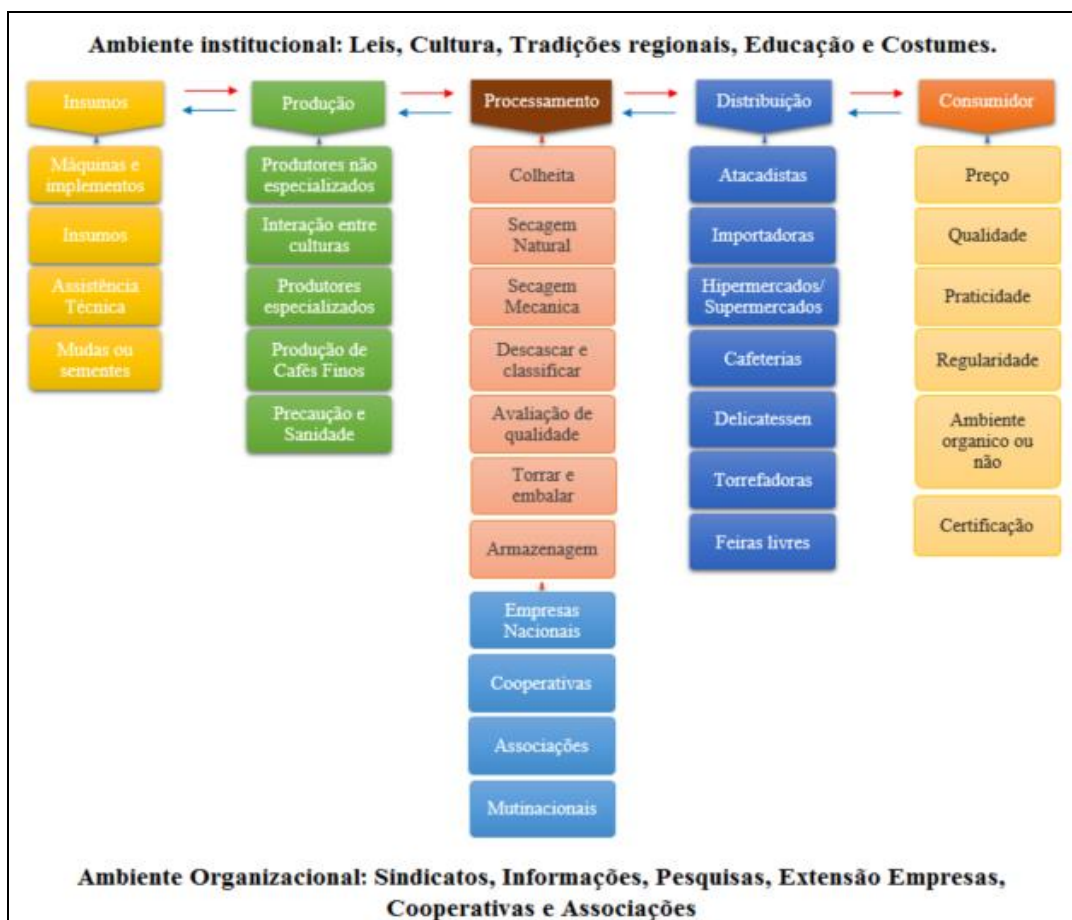 Ambiente institucional: Leis, Cultura, Tradições regionais, Educação e Costumes.
Insumos
Produção
Processamento
Distribuição
Consumidor
Máquinas e
implementos
Insumos
Assistência
Técnica
Mudas ou
sementes
Produtores não
especializados
Interação entre
culturas
Produtores
especializados
Produção de
Cafés Finos
Precaução e
Sanidade
Colheita
Secagem
Natural
Secagem
Mecanica
Descascar e
classificar
Avaliação de
qualidade
Torrar e
embalar
Armazenagem
Empresas
Nacionais
Cooperativas
Associações
Mutinacionais
Atacadistas
Importadoras
Hipermercados/
Supermercados
Cafeterias
Delicatessen
Torrefadoras
Feiras livres
Preço
Qualidade
Praticidade
Regularidade
Ambiente
organico ou
não
Certificação
Ambiente Organizacional: Sindicatos, Informações, Pesquisas, Extensão Empresas,
Cooperativas e Associações